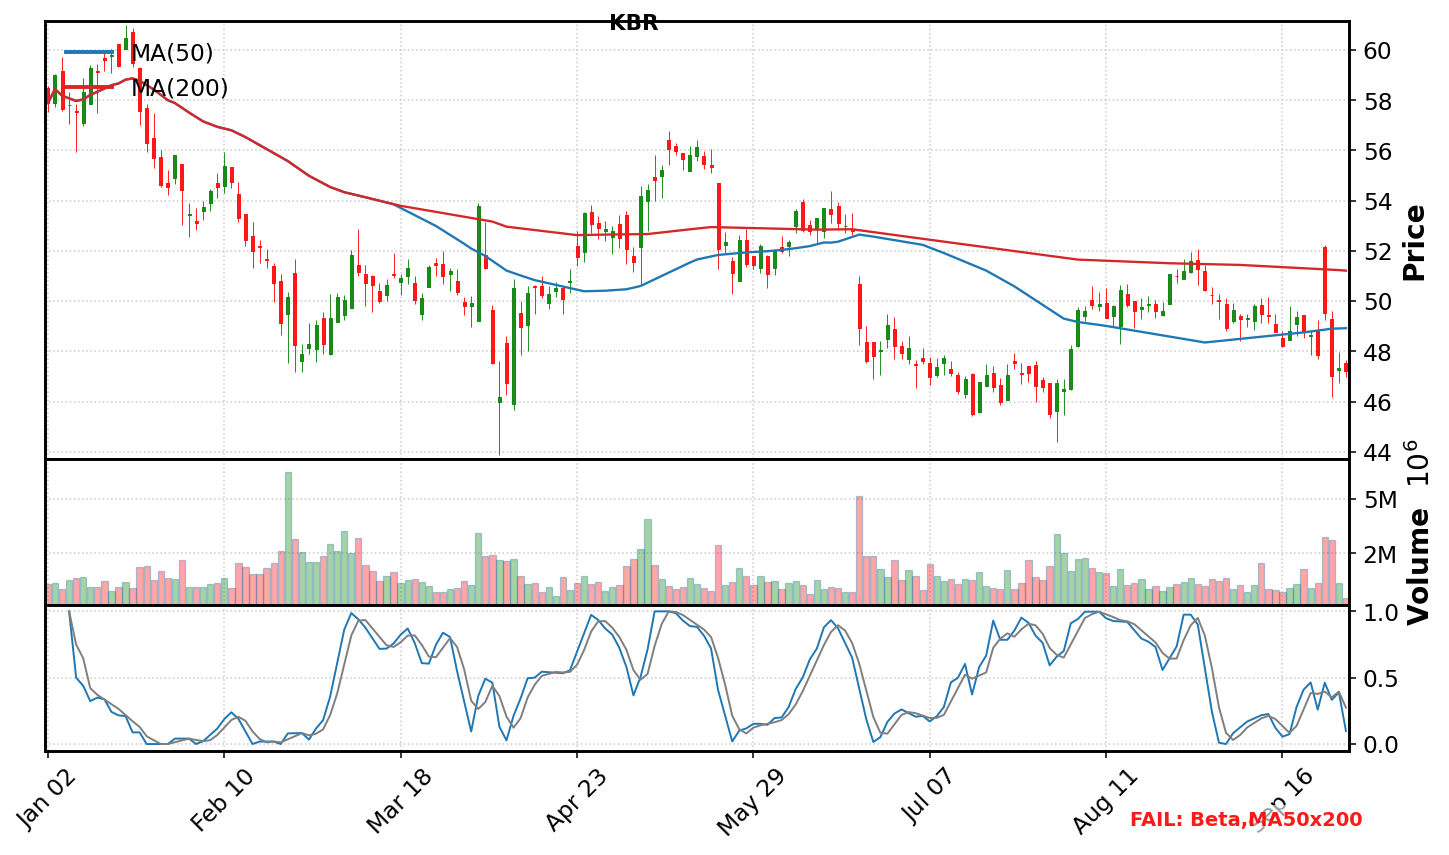 KBR
MA(50)
MA(200)
60
58
56
54
52
50
48
46
44
Price
5M
2M
Volume 10^6
1.0
0.5
0.0
Jan 02
Feb 10
Mar 18
Apr 23
May 29
Jul 07
Aug 11
Sep 16
FAIL: Beta,MA50x200